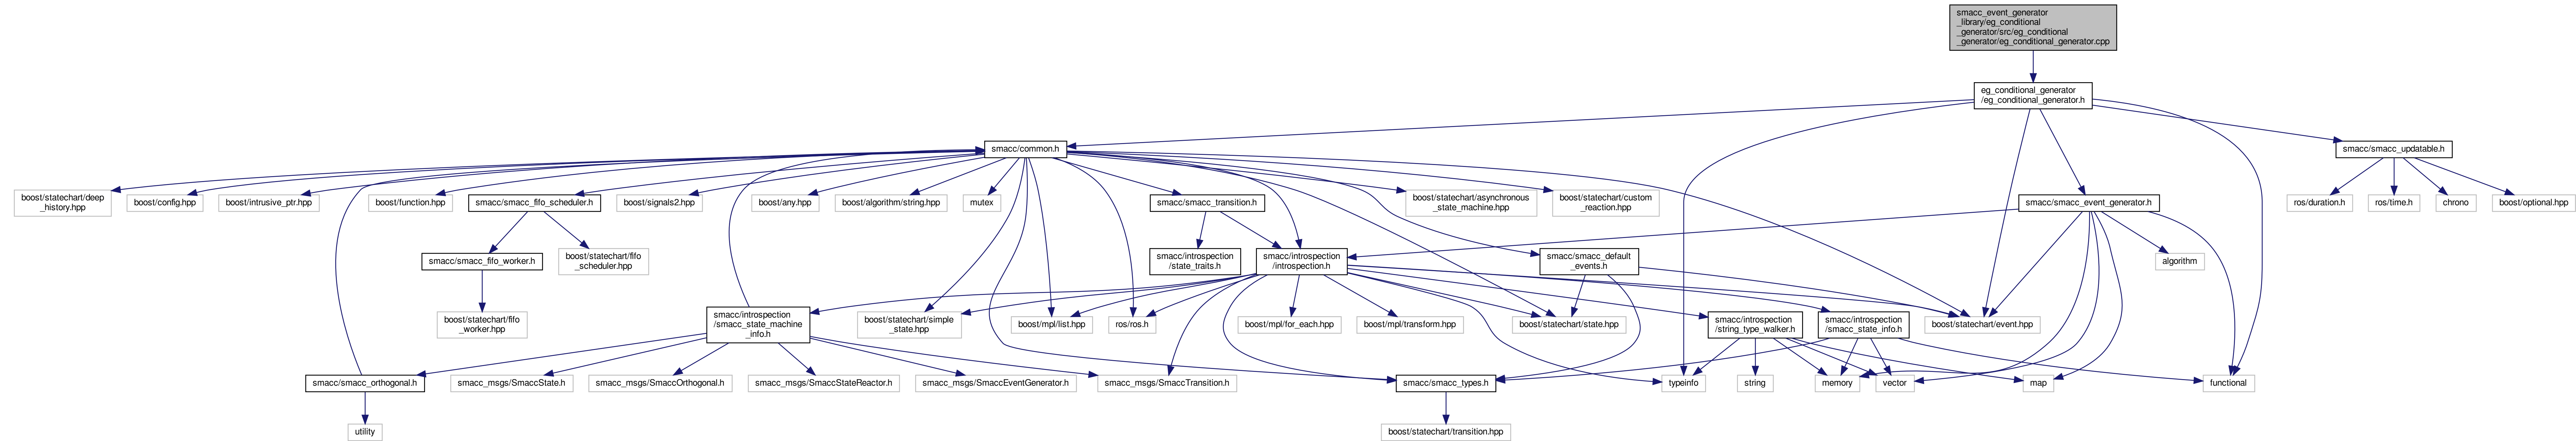 smacc_event_generator
_library/eg_conditional
_generator/src/eg_conditional
_generator/eg_conditional_generator.cpp
eg_conditional_generator
/eg_conditional_generator.h
smacc/common.h
smacc/smacc_updatable.h
boost/statechart/deep
_history.hpp
boost/config.hpp
boost/intrusive_ptr.hpp
boost/function.hpp
smacc/smacc_fifo_scheduler.h
boost/signals2.hpp
boost/any.hpp
boost/algorithm/string.hpp
mutex
smacc/smacc_transition.h
boost/statechart/asynchronous
_state_machine.hpp
boost/statechart/custom
_reaction.hpp
smacc/smacc_event_generator.h
ros/duration.h
ros/time.h
chrono
boost/optional.hpp
smacc/smacc_fifo_worker.h
boost/statechart/fifo
_scheduler.hpp
smacc/introspection
/state_traits.h
smacc/introspection
/introspection.h
smacc/smacc_default
_events.h
algorithm
boost/statechart/fifo
_worker.hpp
smacc/introspection
/smacc_state_machine
_info.h
boost/statechart/simple
_state.hpp
boost/mpl/list.hpp
ros/ros.h
boost/mpl/for_each.hpp
boost/mpl/transform.hpp
boost/statechart/state.hpp
smacc/introspection
/string_type_walker.h
smacc/introspection
/smacc_state_info.h
boost/statechart/event.hpp
smacc/smacc_orthogonal.h
smacc_msgs/SmaccState.h
smacc_msgs/SmaccOrthogonal.h
smacc_msgs/SmaccStateReactor.h
smacc_msgs/SmaccEventGenerator.h
smacc_msgs/SmaccTransition.h
smacc/smacc_types.h
typeinfo
string
memory
vector
map
functional
utility
boost/statechart/transition.hpp